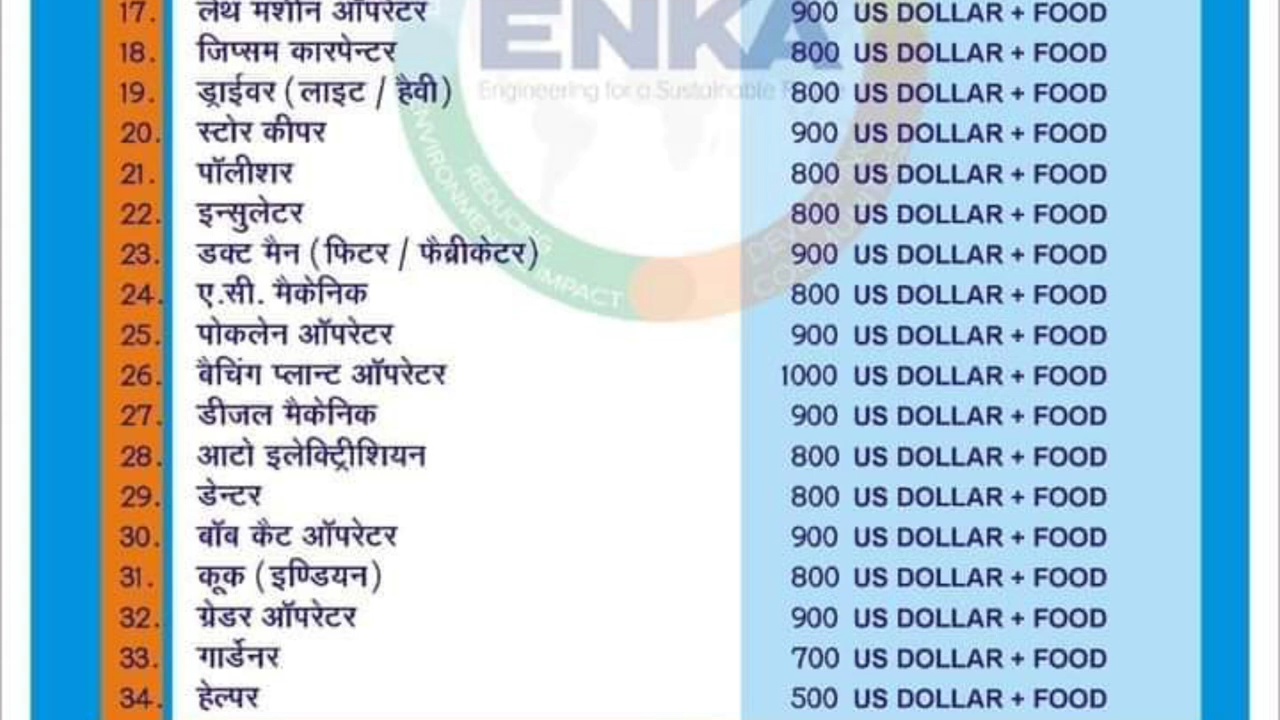 17. लेथ मशीन ऑपरेटर 900 US DOLLAR + FOOD
ENKA
18. जिप्सम कारपेन्टर 800 US DOLLAR + FOOD
Engineering for a Sustainable
19. ड्राईवर (लाइट / हैवी) 800 US DOLLAR + FOOD
20. स्टोर कीपर 900 US DOLLAR + FOOD
21. पॉलीशर 800 US DOLLAR + FOOD
REDUCING
ENVIRONMENT IMPACT
22. इन्सुलेटर 800 US DOLLAR + FOOD
23. डक्ट मैन (फिटर / फैब्रीकेटर) 900 US DOLLAR + FOOD
24. ए.सी. मैकेनिक 800 US DOLLAR + FOOD
25. पोकलेन ऑपरेटर 900 US DOLLAR + FOOD
26. बैचिंग प्लान्ट ऑपरेटर 1000 US DOLLAR + FOOD
27. डीजल मैकेनिक 900 US DOLLAR + FOOD
28. आटो इलेक्ट्रिीशियन 800 US DOLLAR + FOOD
29. डेन्टर 800 US DOLLAR + FOOD
30. बॉब कैट ऑपरेटर 900 US DOLLAR + FOOD
31. कूक (इण्डियन) 800 US DOLLAR + FOOD
32. ग्रेडर ऑपरेटर 900 US DOLLAR + FOOD
33. गार्डेनर 700 US DOLLAR + FOOD
34. हेल्पर 500 US DOLLAR + FOOD